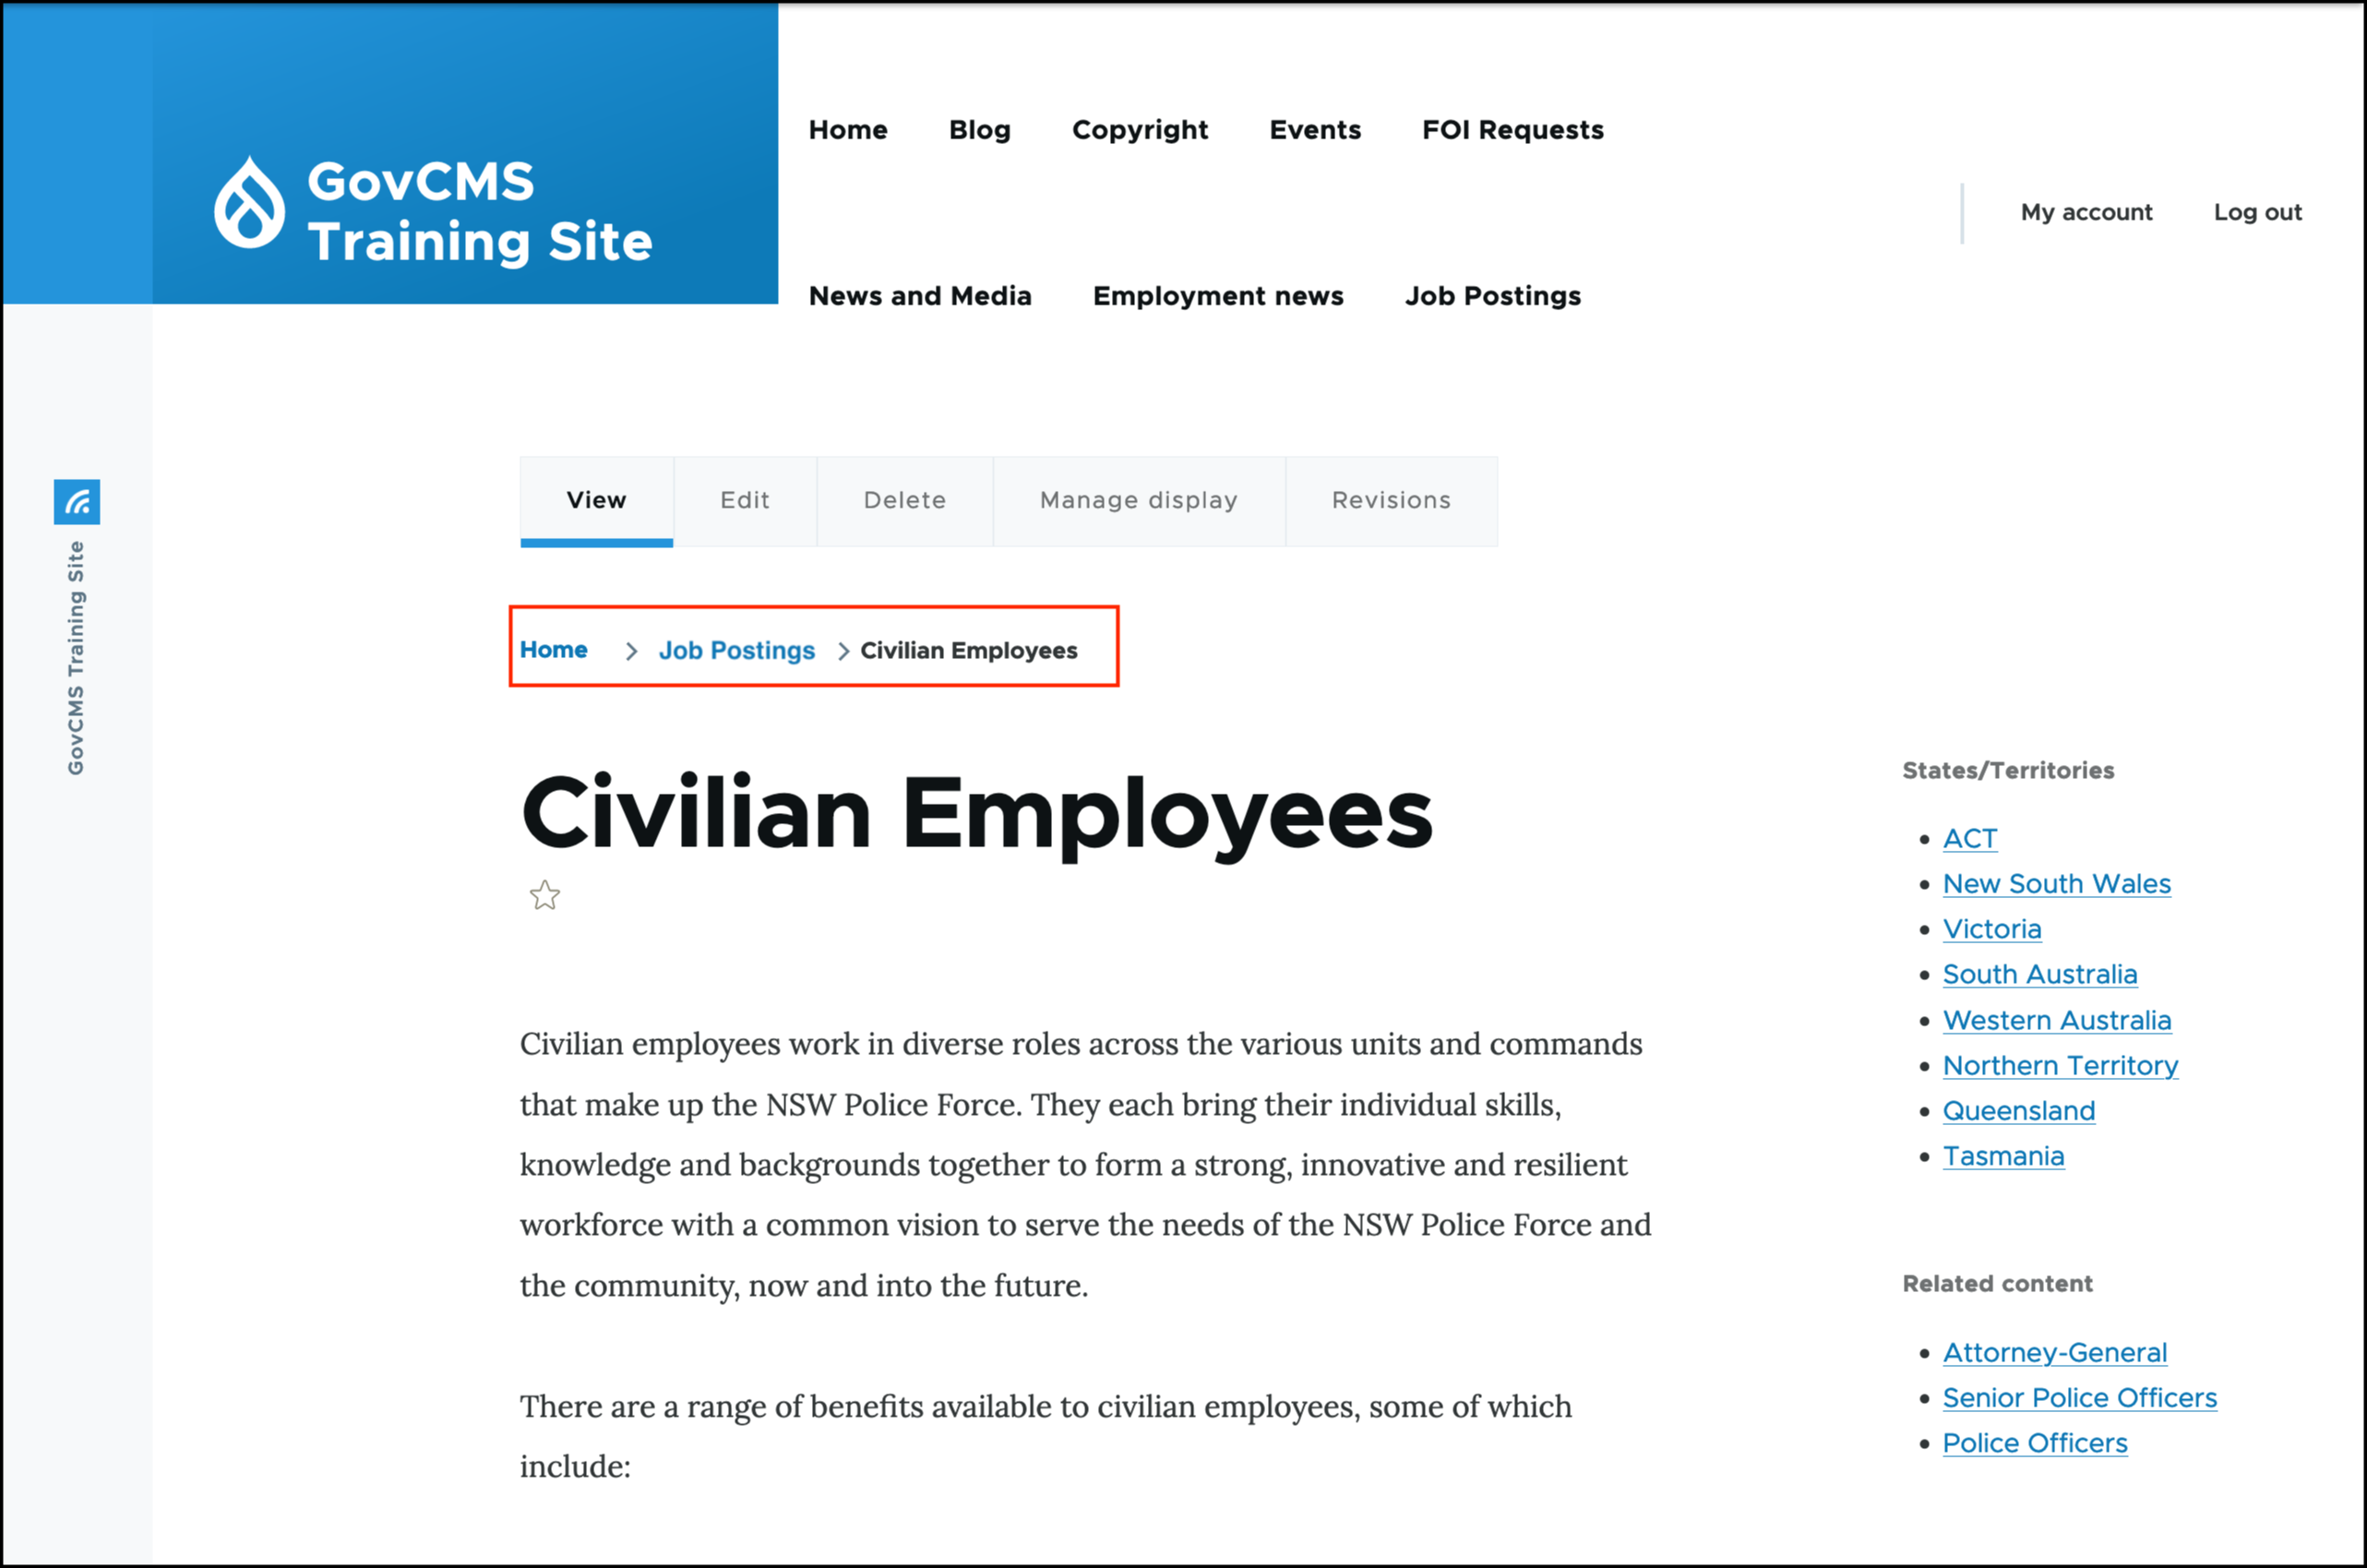 GovCMS
Training Site
Home Blog Copyright Events FOI Requests
My account Log out
News and Media Employment news Job Postings
GovCMS Training Site
View Edit Delete Manage display Revisions
Home > Job Postings > Civilian Employees
Civilian Employees
Civilian employees work in diverse roles across the various units and commands
that make up the NSW Police Force. They each bring their individual skills,
knowledge and backgrounds together to form a strong, innovative and resilient
workforce with a common vision to serve the needs of the NSW Police Force and
the community, now and into the future.
There are a range of benefits available to civilian employees, some of which
include:
States/Territories
ACT
New South Wales
Victoria
South Australia
Western Australia
Northern Territory
Queensland
Tasmania
Related content
Attorney-General
Senior Police Officers
Police Officers